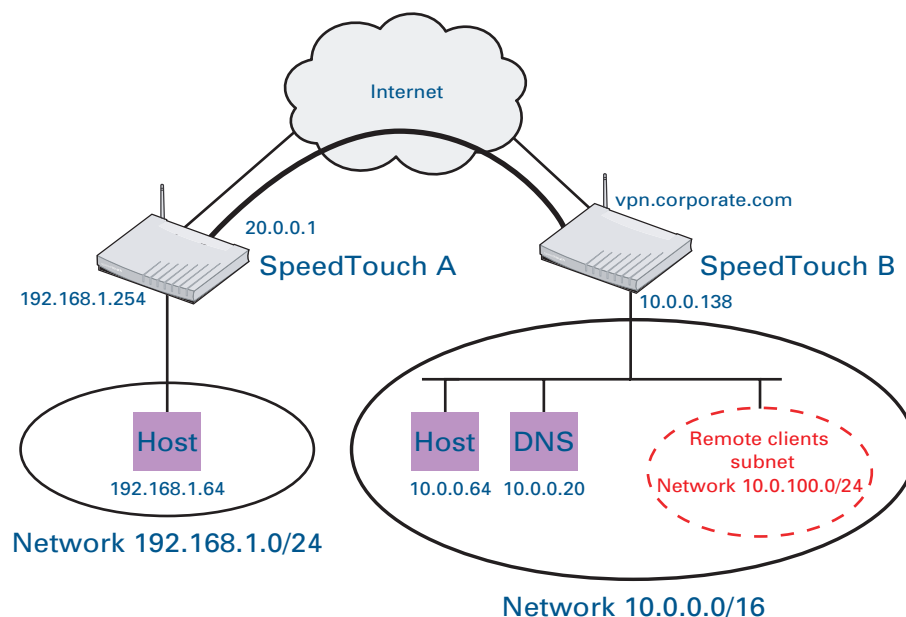 Internet
vpn.corporate.com
20.0.0.1
SpeedTouch A
SpeedTouch B
192.168.1.254
10.0.0.138
Host
192.168.1.64
Host
10.0.0.64
DNS
10.0.0.20
Remote clients
subnet
Network 10.0.100.0/24
Network 192.168.1.0/24
Network 10.0.0.0/16